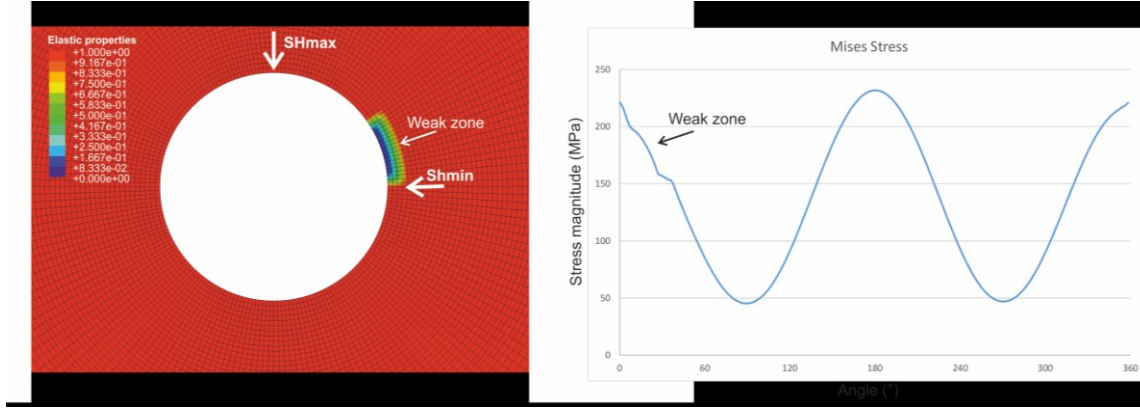 Elastic properties
+1.000e+00
+9.167e-01
+8.333e-01
+7.500e-01
+6.667e-01
+5.833e-01
+5.000e-01
+4.167e-01
+3.333e-01
+2.500e-01
+1.667e-01
+8.333e-02
+0.000e+00
SHmax
Weak zone
Shmin
Mises Stress
Stress magnitude (MPa)
250
200
150
100
50
0
Weak zone
0
60
120
180
240
300
360
Angle (°)